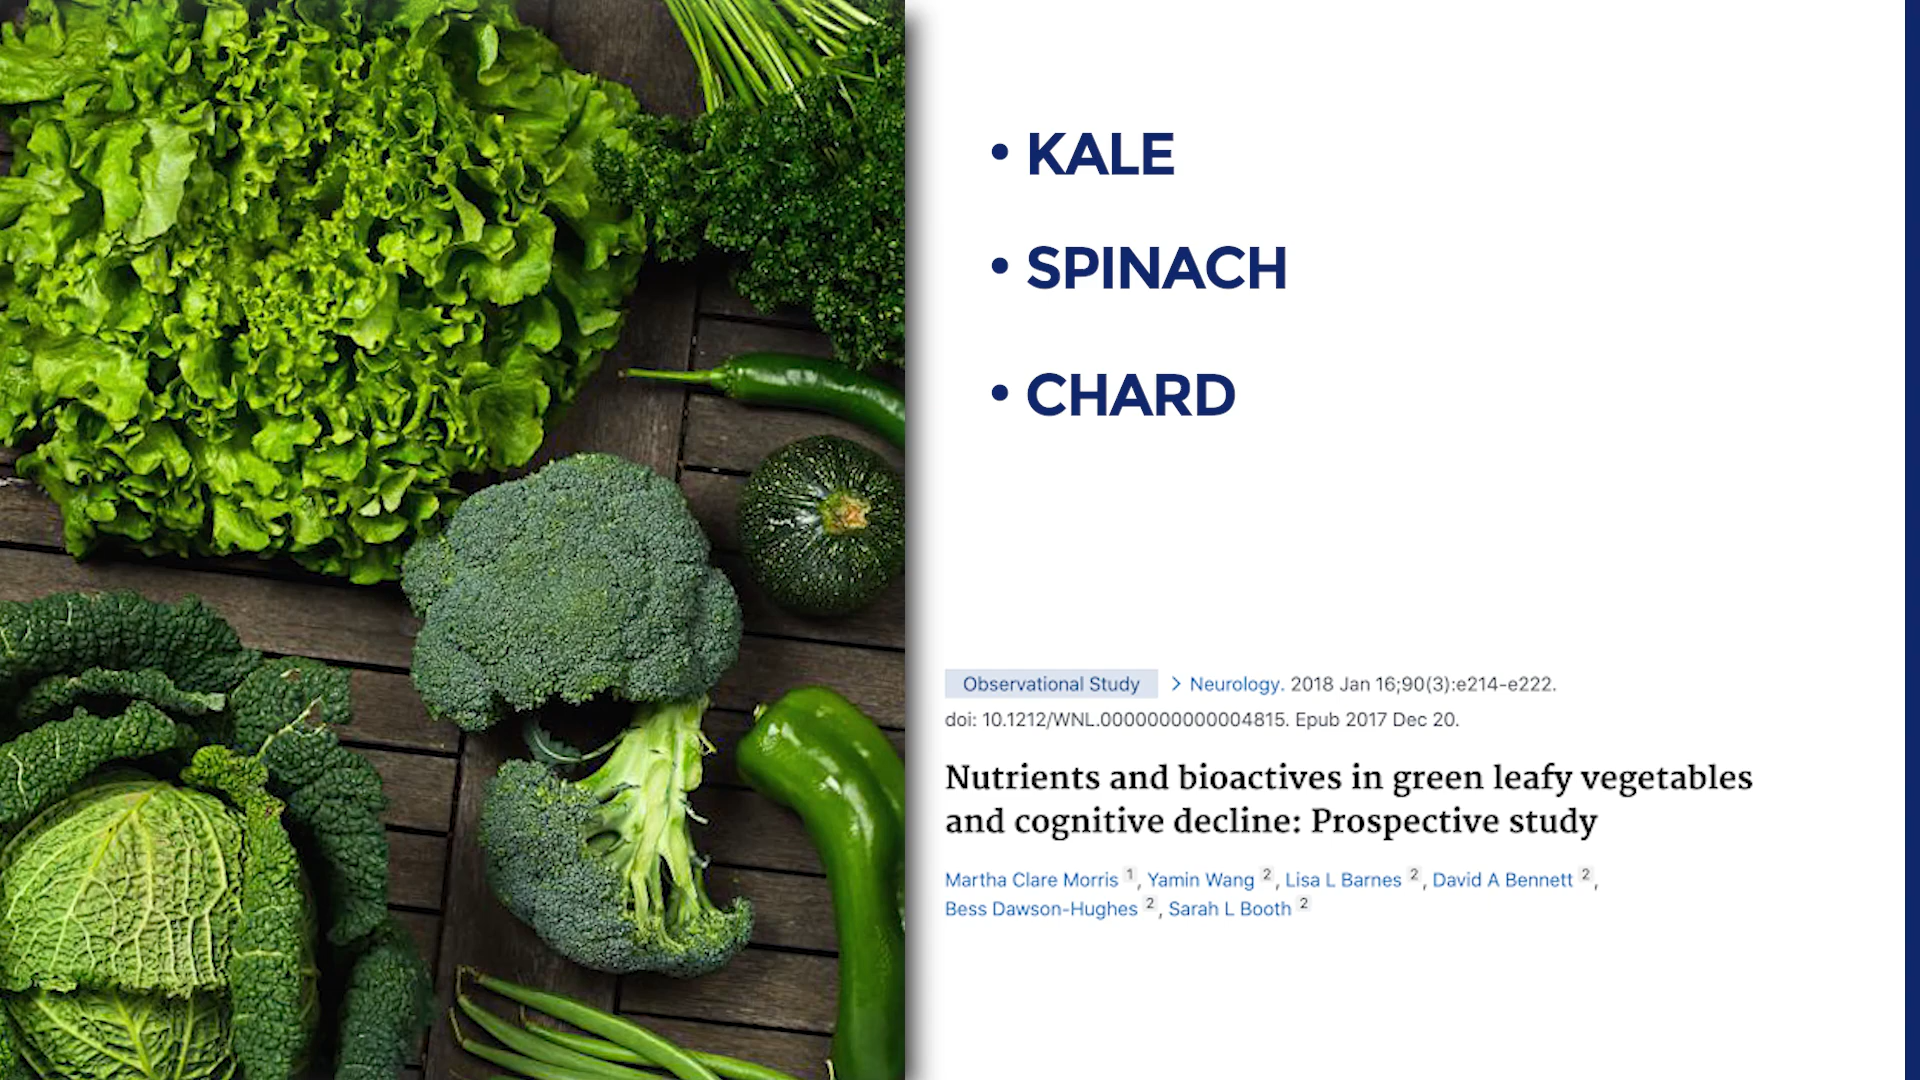 • KALE
• SPINACH
• CHARD
Observational Study > Neurology. 2018 Jan 16;90(3):e214-e222.
doi: 10.1212/WNL.0000000000004815. Epub 2017 Dec 20.
Nutrients and bioactives in green leafy vegetables
and cognitive decline: Prospective study
Martha Clare Morris 1, Yamin Wang 2, Lisa L Barnes 2, David A Bennett 2,
Bess Dawson-Hughes 2, Sarah L Booth 2